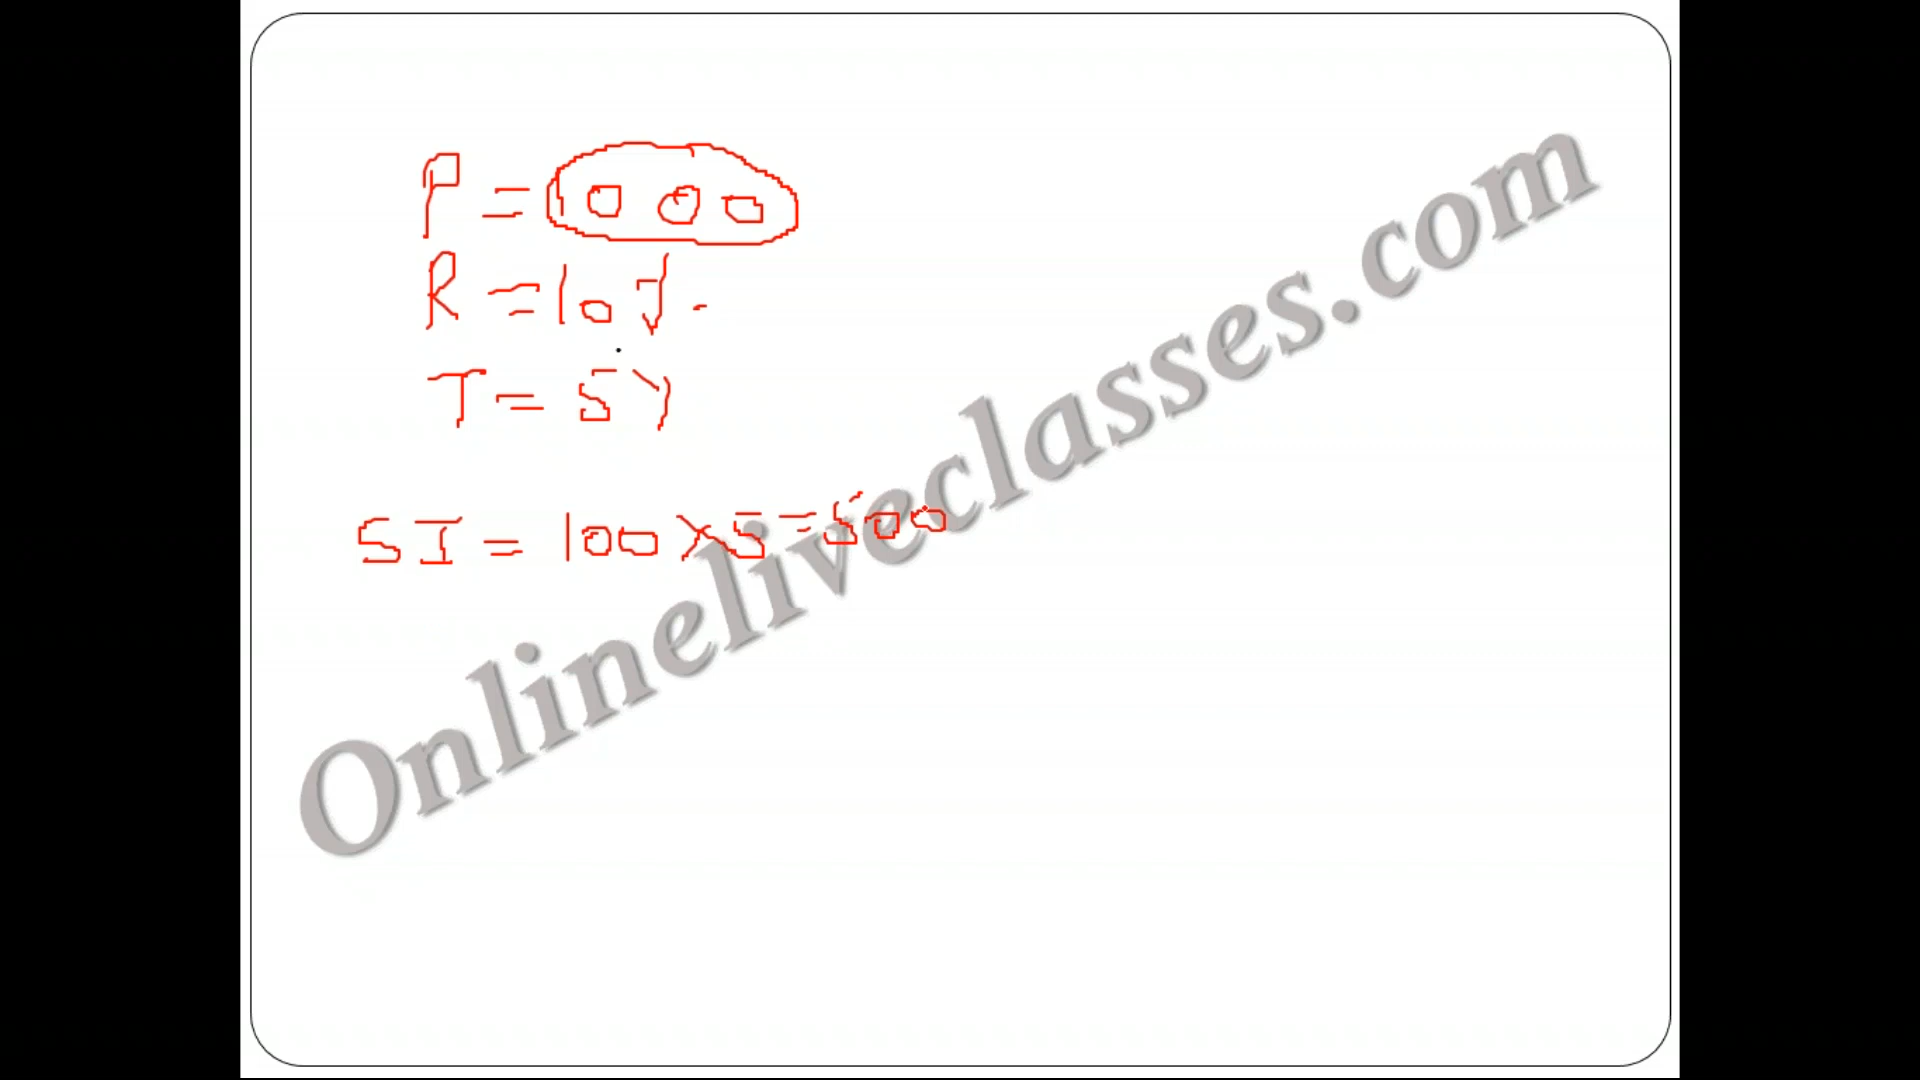 P = 1000
R = 10%
T = 5Y
SI = 100 X 5 = 500
Onlineliveclasses.com